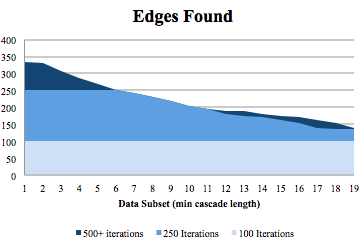 Edges Found
400
350
300
250
200
150
100
50
0
1 2 3 4 5 6 7 8 9 10 11 12 13 14 15 16 17 18 19
Data Subset (min cascade length)
500+ iterations 250 Iterations 100 Iterations